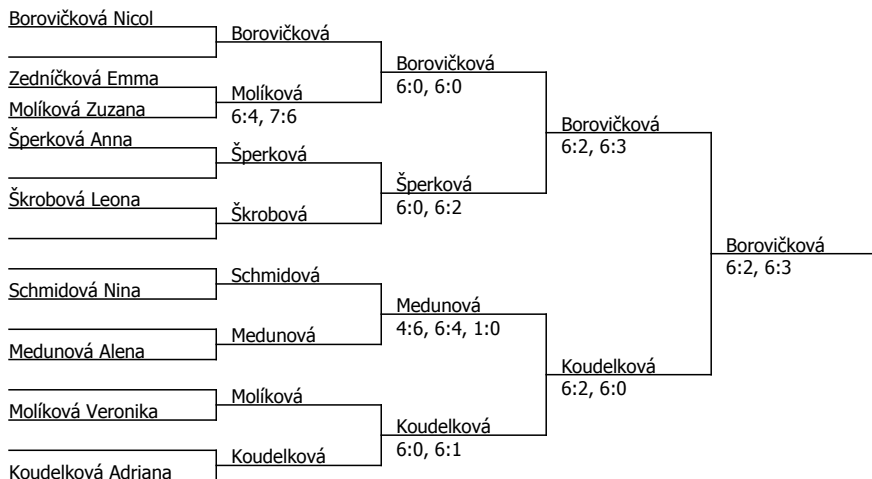 Borovičková Nicol
Borovičková
Borovičková
6:0, 6:0
Zedníčková Emma
Molíková
6:4, 7:6
Molíková Zuzana
Borovičková
6:2, 6:3
Šperková Anna
Šperková
Šperková
6:0, 6:2
Škrobová Leona
Škrobová
Borovičková
6:2, 6:3
Schmidová
Schmidová Nina
Medunová
4:6, 6:4, 1:0
Medunová
Medunová Alena
Koudelková
6:2, 6:0
Molíková
Molíková Veronika
Koudelková
6:0, 6:1
Koudelková
Koudelková Adriana